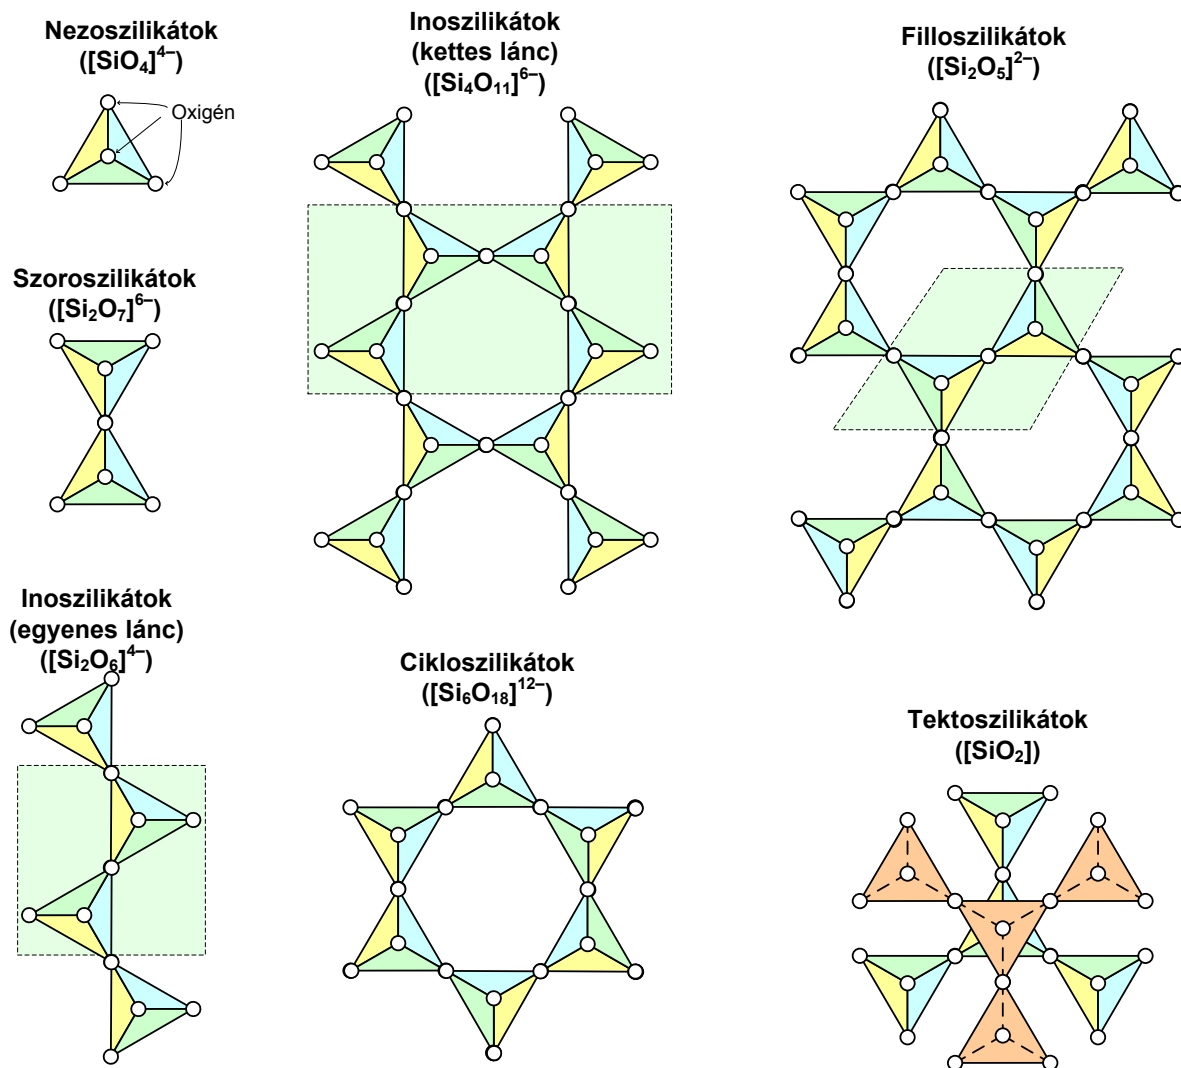 Nezoszilikátok
([SiO₄]⁴⁻)
Oxigén
Szoroszilikátok
([Si₂O₇]⁶⁻)
Inoszilikátok
(egyenes lánc)
([Si₂O₆]⁴⁻)
Inoszilikátok
(kettes lánc)
([Si₄O₁₁]⁶⁻)
Cikloszilikátok
([Si₆O₁₈]¹²⁻)
Filloszilikátok
([Si₂O₅]²⁻)
Tektoszilikátok
([SiO₂])